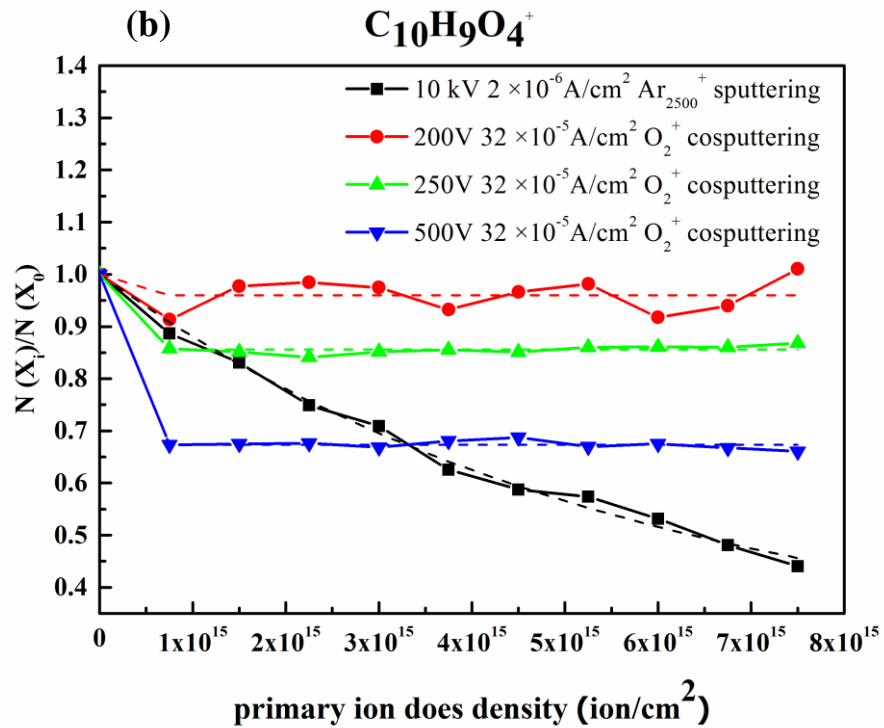 (b) C₁₀H₉O₄⁺
1.4
1.3
1.2
1.1
1.0
0.9
0.8
0.7
0.6
0.5
0.4
N (Xᵢ)/N (X₀)
10 kV 2 ×10⁻⁶A/cm² Ar₂₅₀₀⁺ sputtering
200V 32 ×10⁻⁵A/cm² O₂⁺ cosputtering
250V 32 ×10⁻⁵A/cm² O₂⁺ cosputtering
500V 32 ×10⁻⁵A/cm² O₂⁺ cosputtering
0 1x10¹⁵ 2x10¹⁵ 3x10¹⁵ 4x10¹⁵ 5x10¹⁵ 6x10¹⁵ 7x10¹⁵ 8x10¹⁵
primary ion does density (ion/cm²)